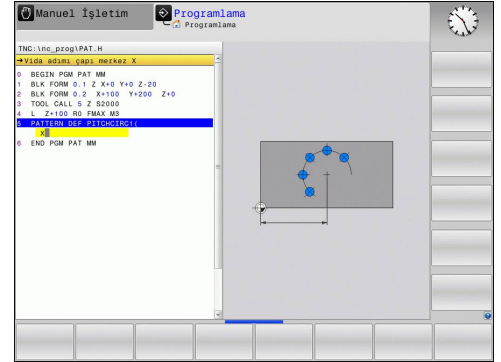 Manuel İşletim
Programlama
Programlama
TNC:\nc_prog\PAT.H
→Vida adımı çapı merkez X
0 BEGIN PGM PAT MM
1 BLK FORM 0.1 Z X+0 Y+0 Z-20
2 BLK FORM 0.2 X+100 Y+200 Z+0
3 TOOL CALL 5 Z S2000
4 L Z+100 R0 FMAX M3
5 PATTERN DEF PITCHCIRC1(
X
6 END PGM PAT MM